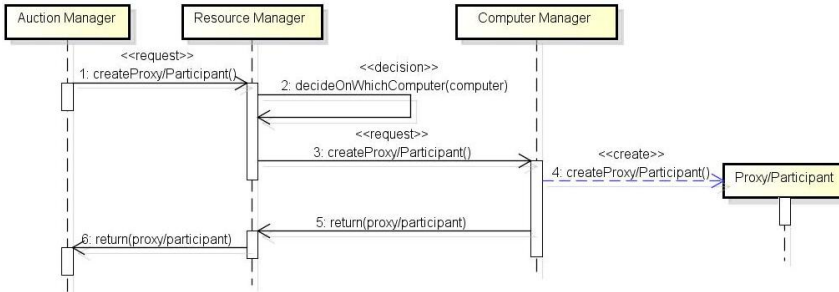 Auction Manager
Resource Manager
Computer Manager
<<request>>
1: createProxy/Participant()
<<decision>>
2: decideOnWhichComputer(computer)
<<request>>
3: createProxy/Participant()
<<create>>
4: createProxy/Participant()
Proxy/Participant
5: return(proxy/participant)
6: return(proxy/participant)